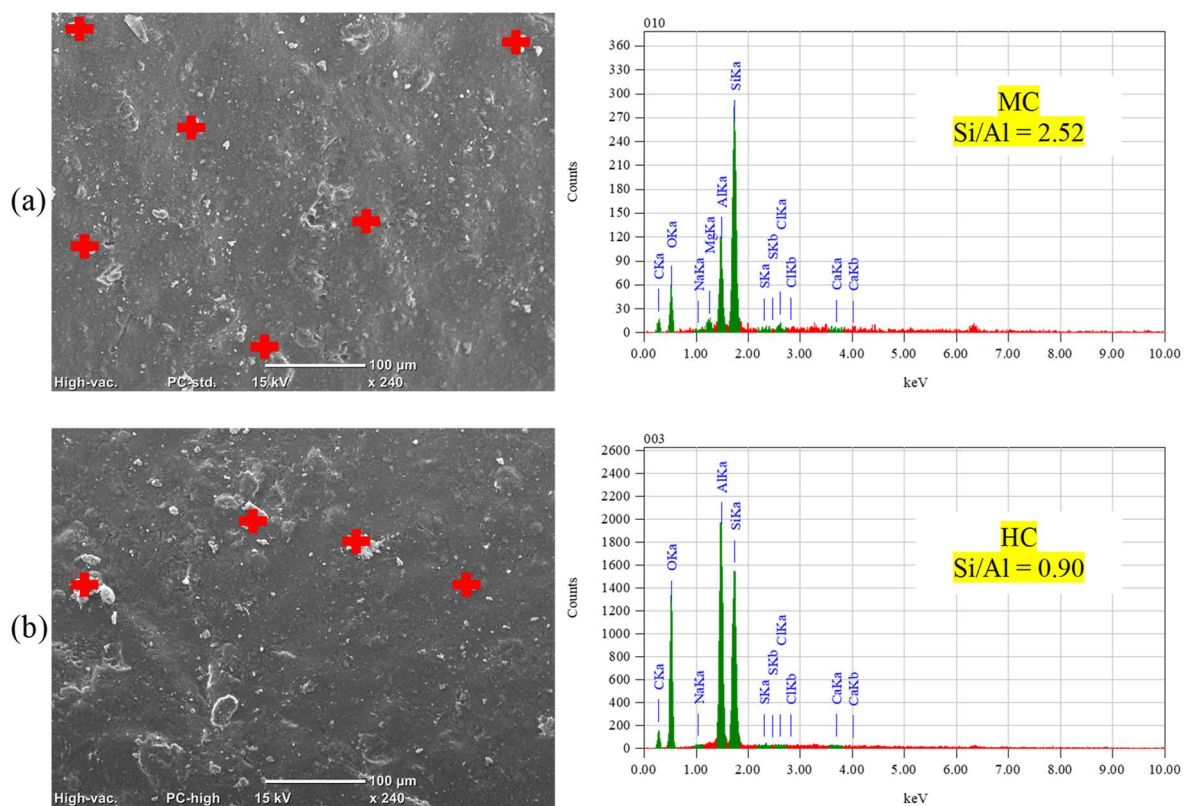 (a)
High-vac. PC-std. 15 kV x 240
100 µm
010
Counts
360
330
300
270
240
210
180
150
120
90
60
30
0
CKa
OKa
NaKa
MgKa
AlKa
SiKa
SKa
SKb
ClKa
ClKb
CaKa
CaKb
MC
Si/Al = 2.52
0.00 1.00 2.00 3.00 4.00 5.00 6.00 7.00 8.00 9.00 10.00
keV
(b)
High-vac. PC-high 15 kV x 240
100 µm
003
Counts
2600
2400
2200
2000
1800
1600
1400
1200
1000
800
600
400
200
0
CKa
OKa
NaKa
AlKa
SiKa
SKa
SKb
ClKa
ClKb
CaKa
CaKb
HC
Si/Al = 0.90
0.00 1.00 2.00 3.00 4.00 5.00 6.00 7.00 8.00 9.00 10.00
keV